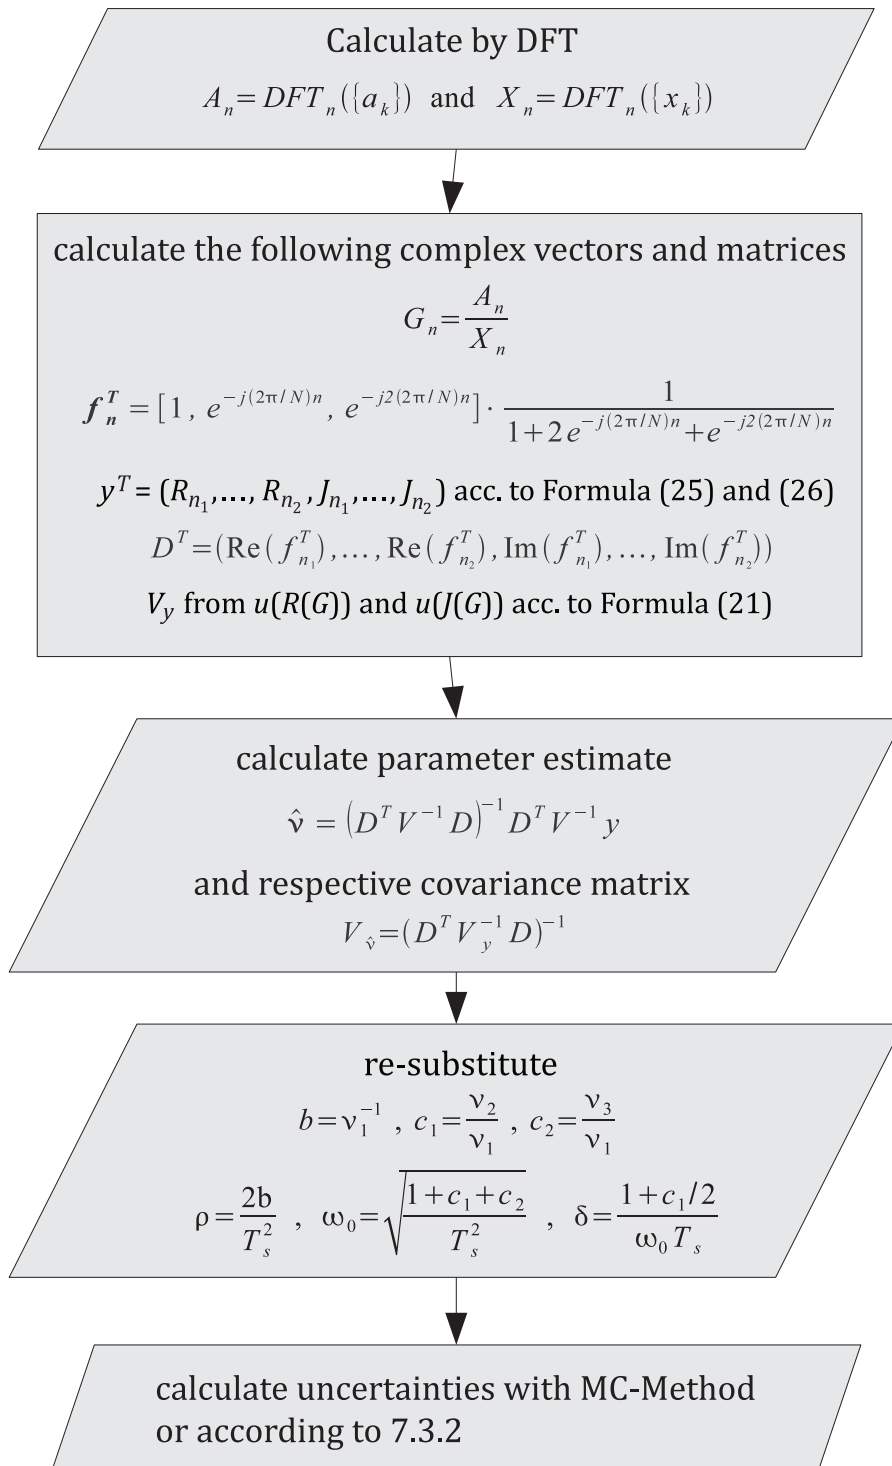 Calculate by DFT
A_n = DFT_n({a_k}) and X_n = DFT_n({x_k})
calculate the following complex vectors and matrices
G_n = A_n / X_n
f_n^T = [1, e^{-j(2π/N)n}, e^{-j2(2π/N)n}] · 1 / (1+2e^{-j(2π/N)n}+e^{-j2(2π/N)n})
y^T = (R_{n_1},..., R_{n_2}, J_{n_1},..., J_{n_2}) acc. to Formula (25) and (26)
D^T = (Re(f_{n_1}^T),..., Re(f_{n_2}^T), Im(f_{n_1}^T),..., Im(f_{n_2}^T))
V_y from u(R(G)) and u(J(G)) acc. to Formula (21)
calculate parameter estimate
ν̂ = (D^T V^{-1} D)^{-1} D^T V^{-1} y
and respective covariance matrix
V_ν̂ = (D^T V_y^{-1} D)^{-1}
re-substitute
b = ν_1^{-1} , c_1 = ν_2 / ν_1 , c_2 = ν_3 / ν_1
ρ = 2b / T_s^2 , ω_0 = √((1+c_1+c_2) / T_s^2) , δ = (1+c_1/2) / (ω_0 T_s)
calculate uncertainties with MC-Method
or according to 7.3.2